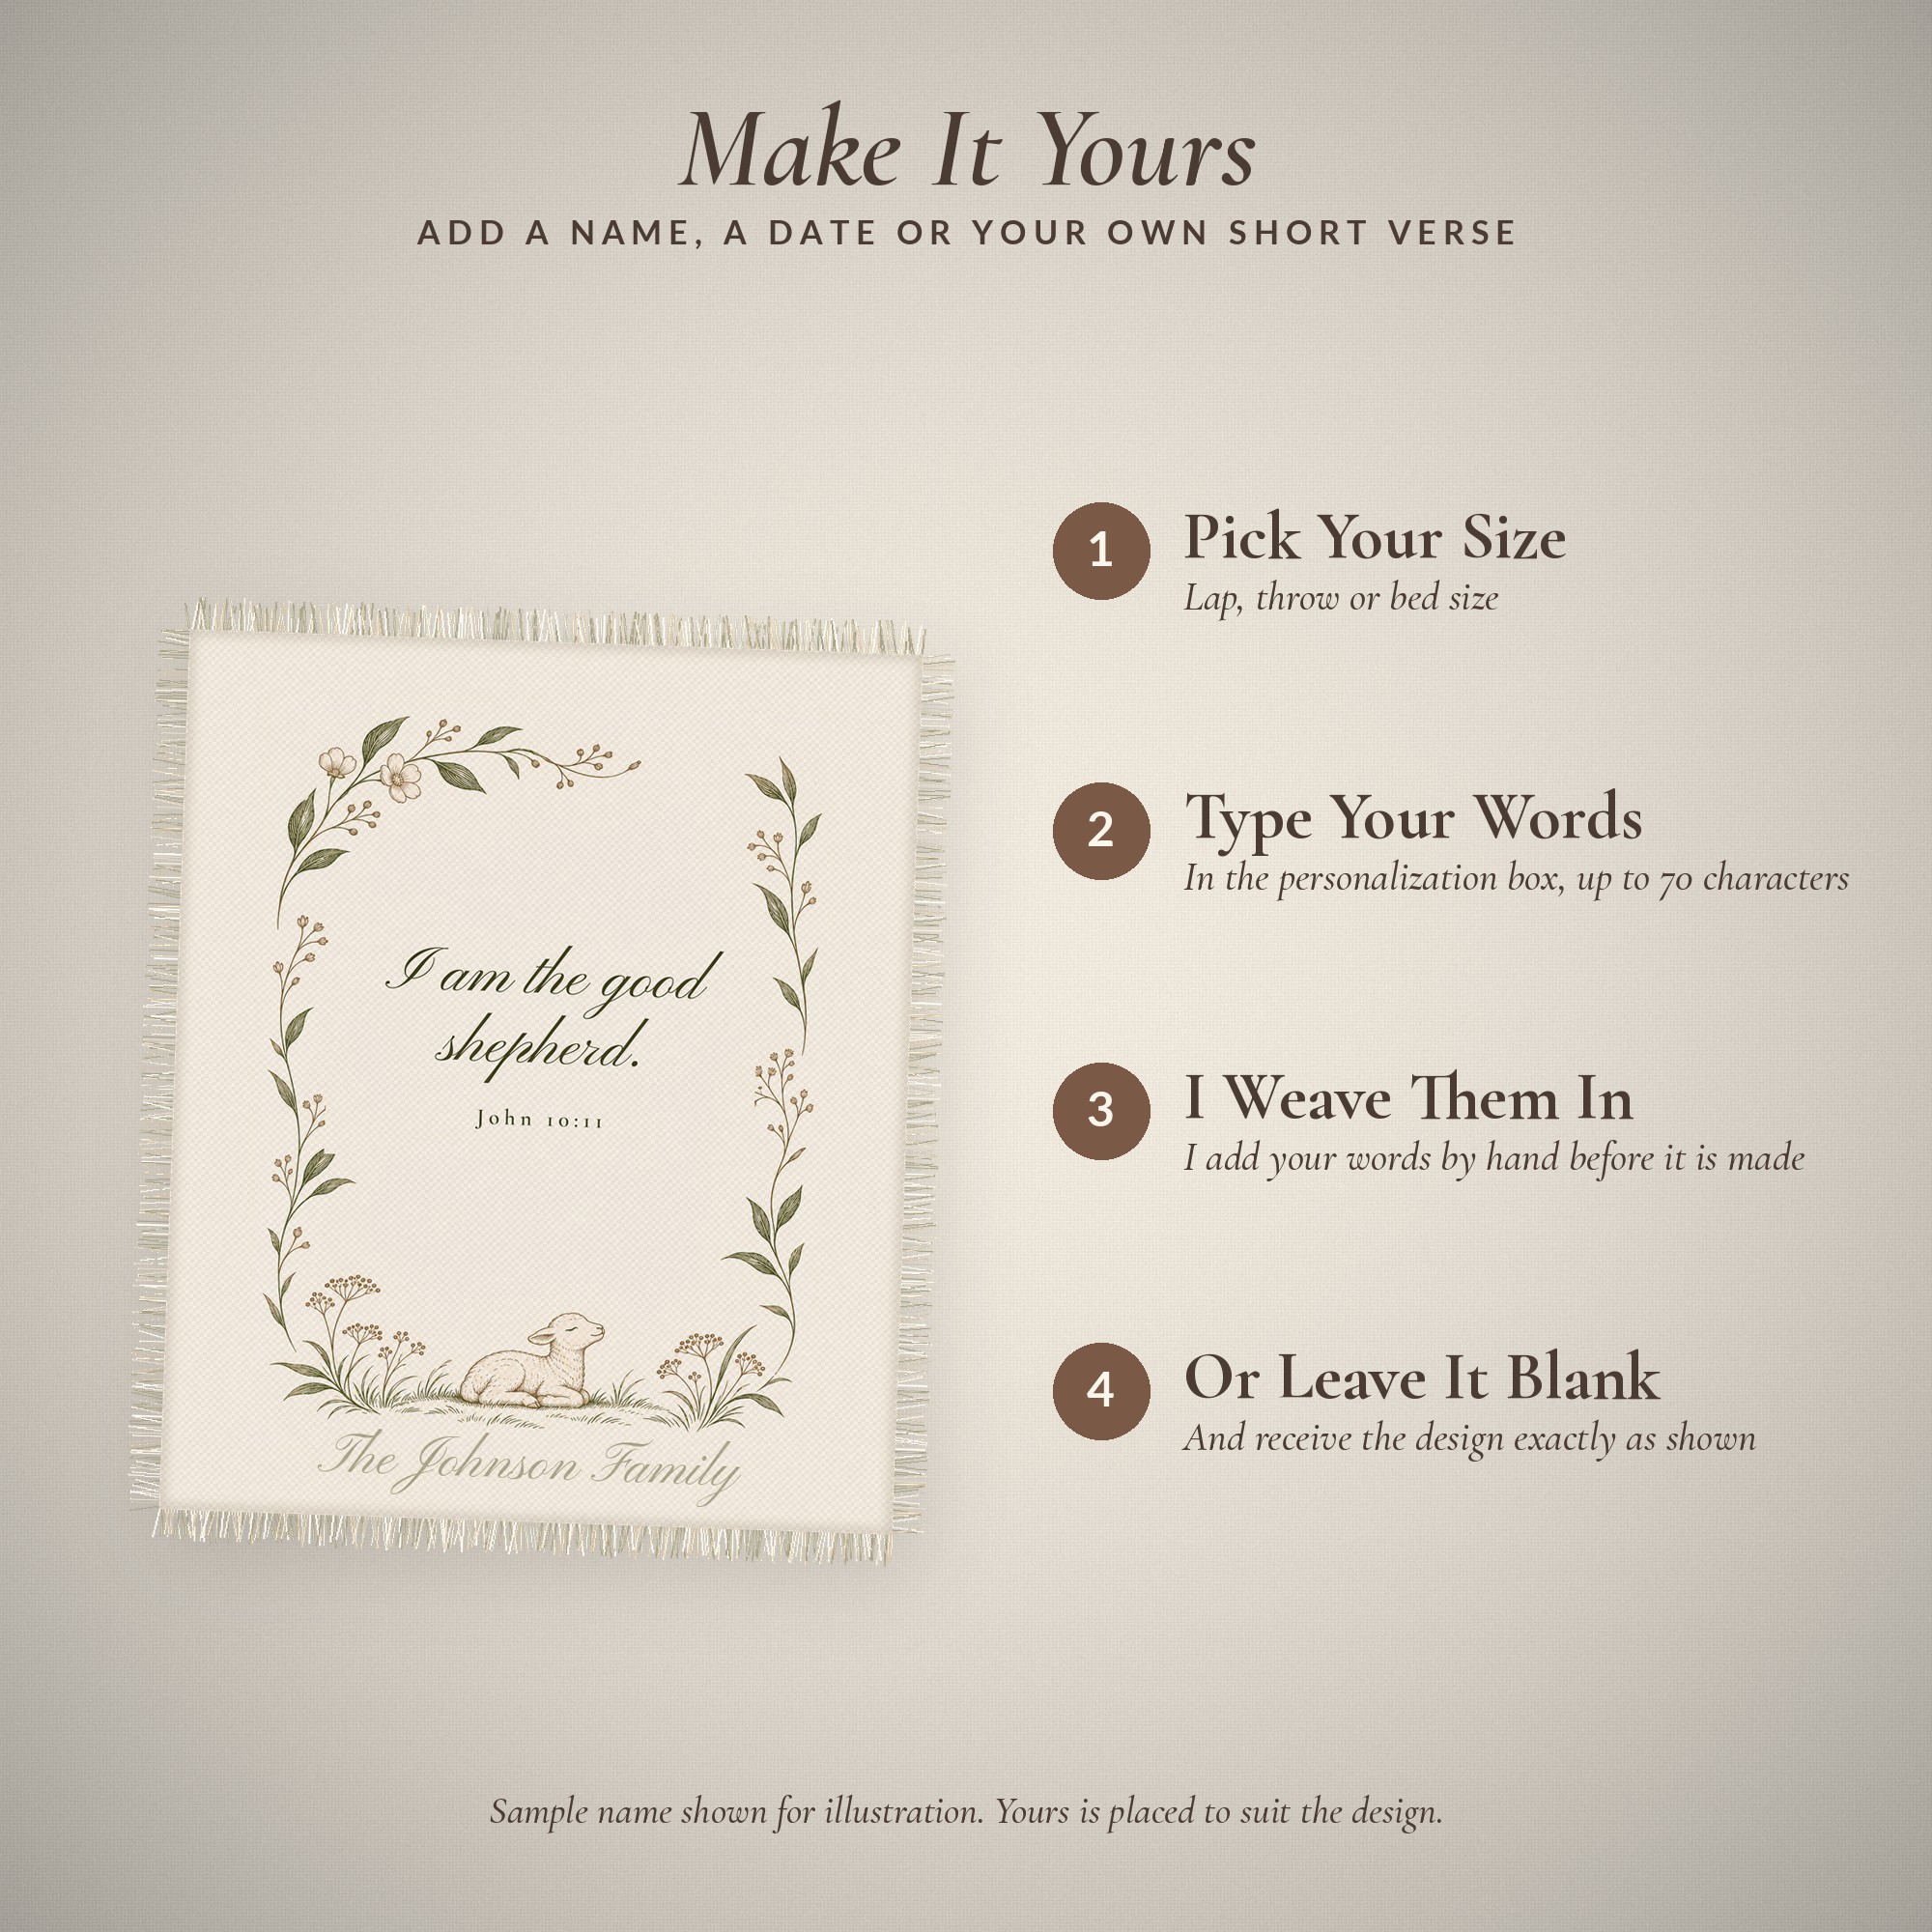 Make It Yours
ADD A NAME, A DATE OR YOUR OWN SHORT VERSE
I am the good
shepherd.
John 10:11
The Johnson Family
1
Pick Your Size
Lap, throw or bed size
2
Type Your Words
In the personalization box, up to 70 characters
3
I Weave Them In
I add your words by hand before it is made
4
Or Leave It Blank
And receive the design exactly as shown
Sample name shown for illustration. Yours is placed to suit the design.